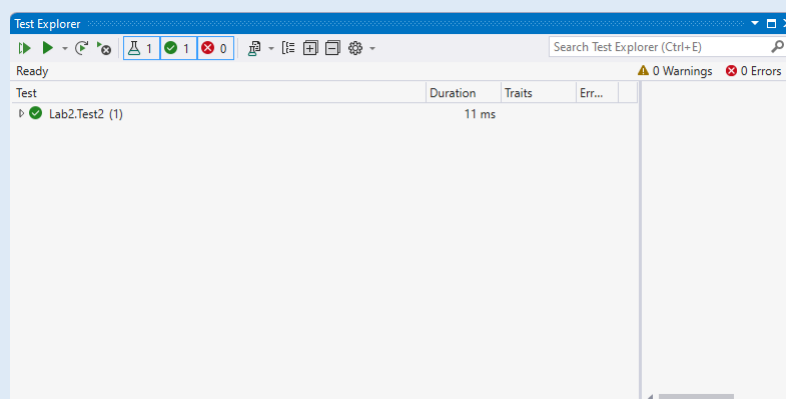 Test Explorer
1 1 0
Search Test Explorer (Ctrl+E)
Ready
0 Warnings 0 Errors
Test Duration Traits Err...
Lab2.Test2 (1) 11 ms